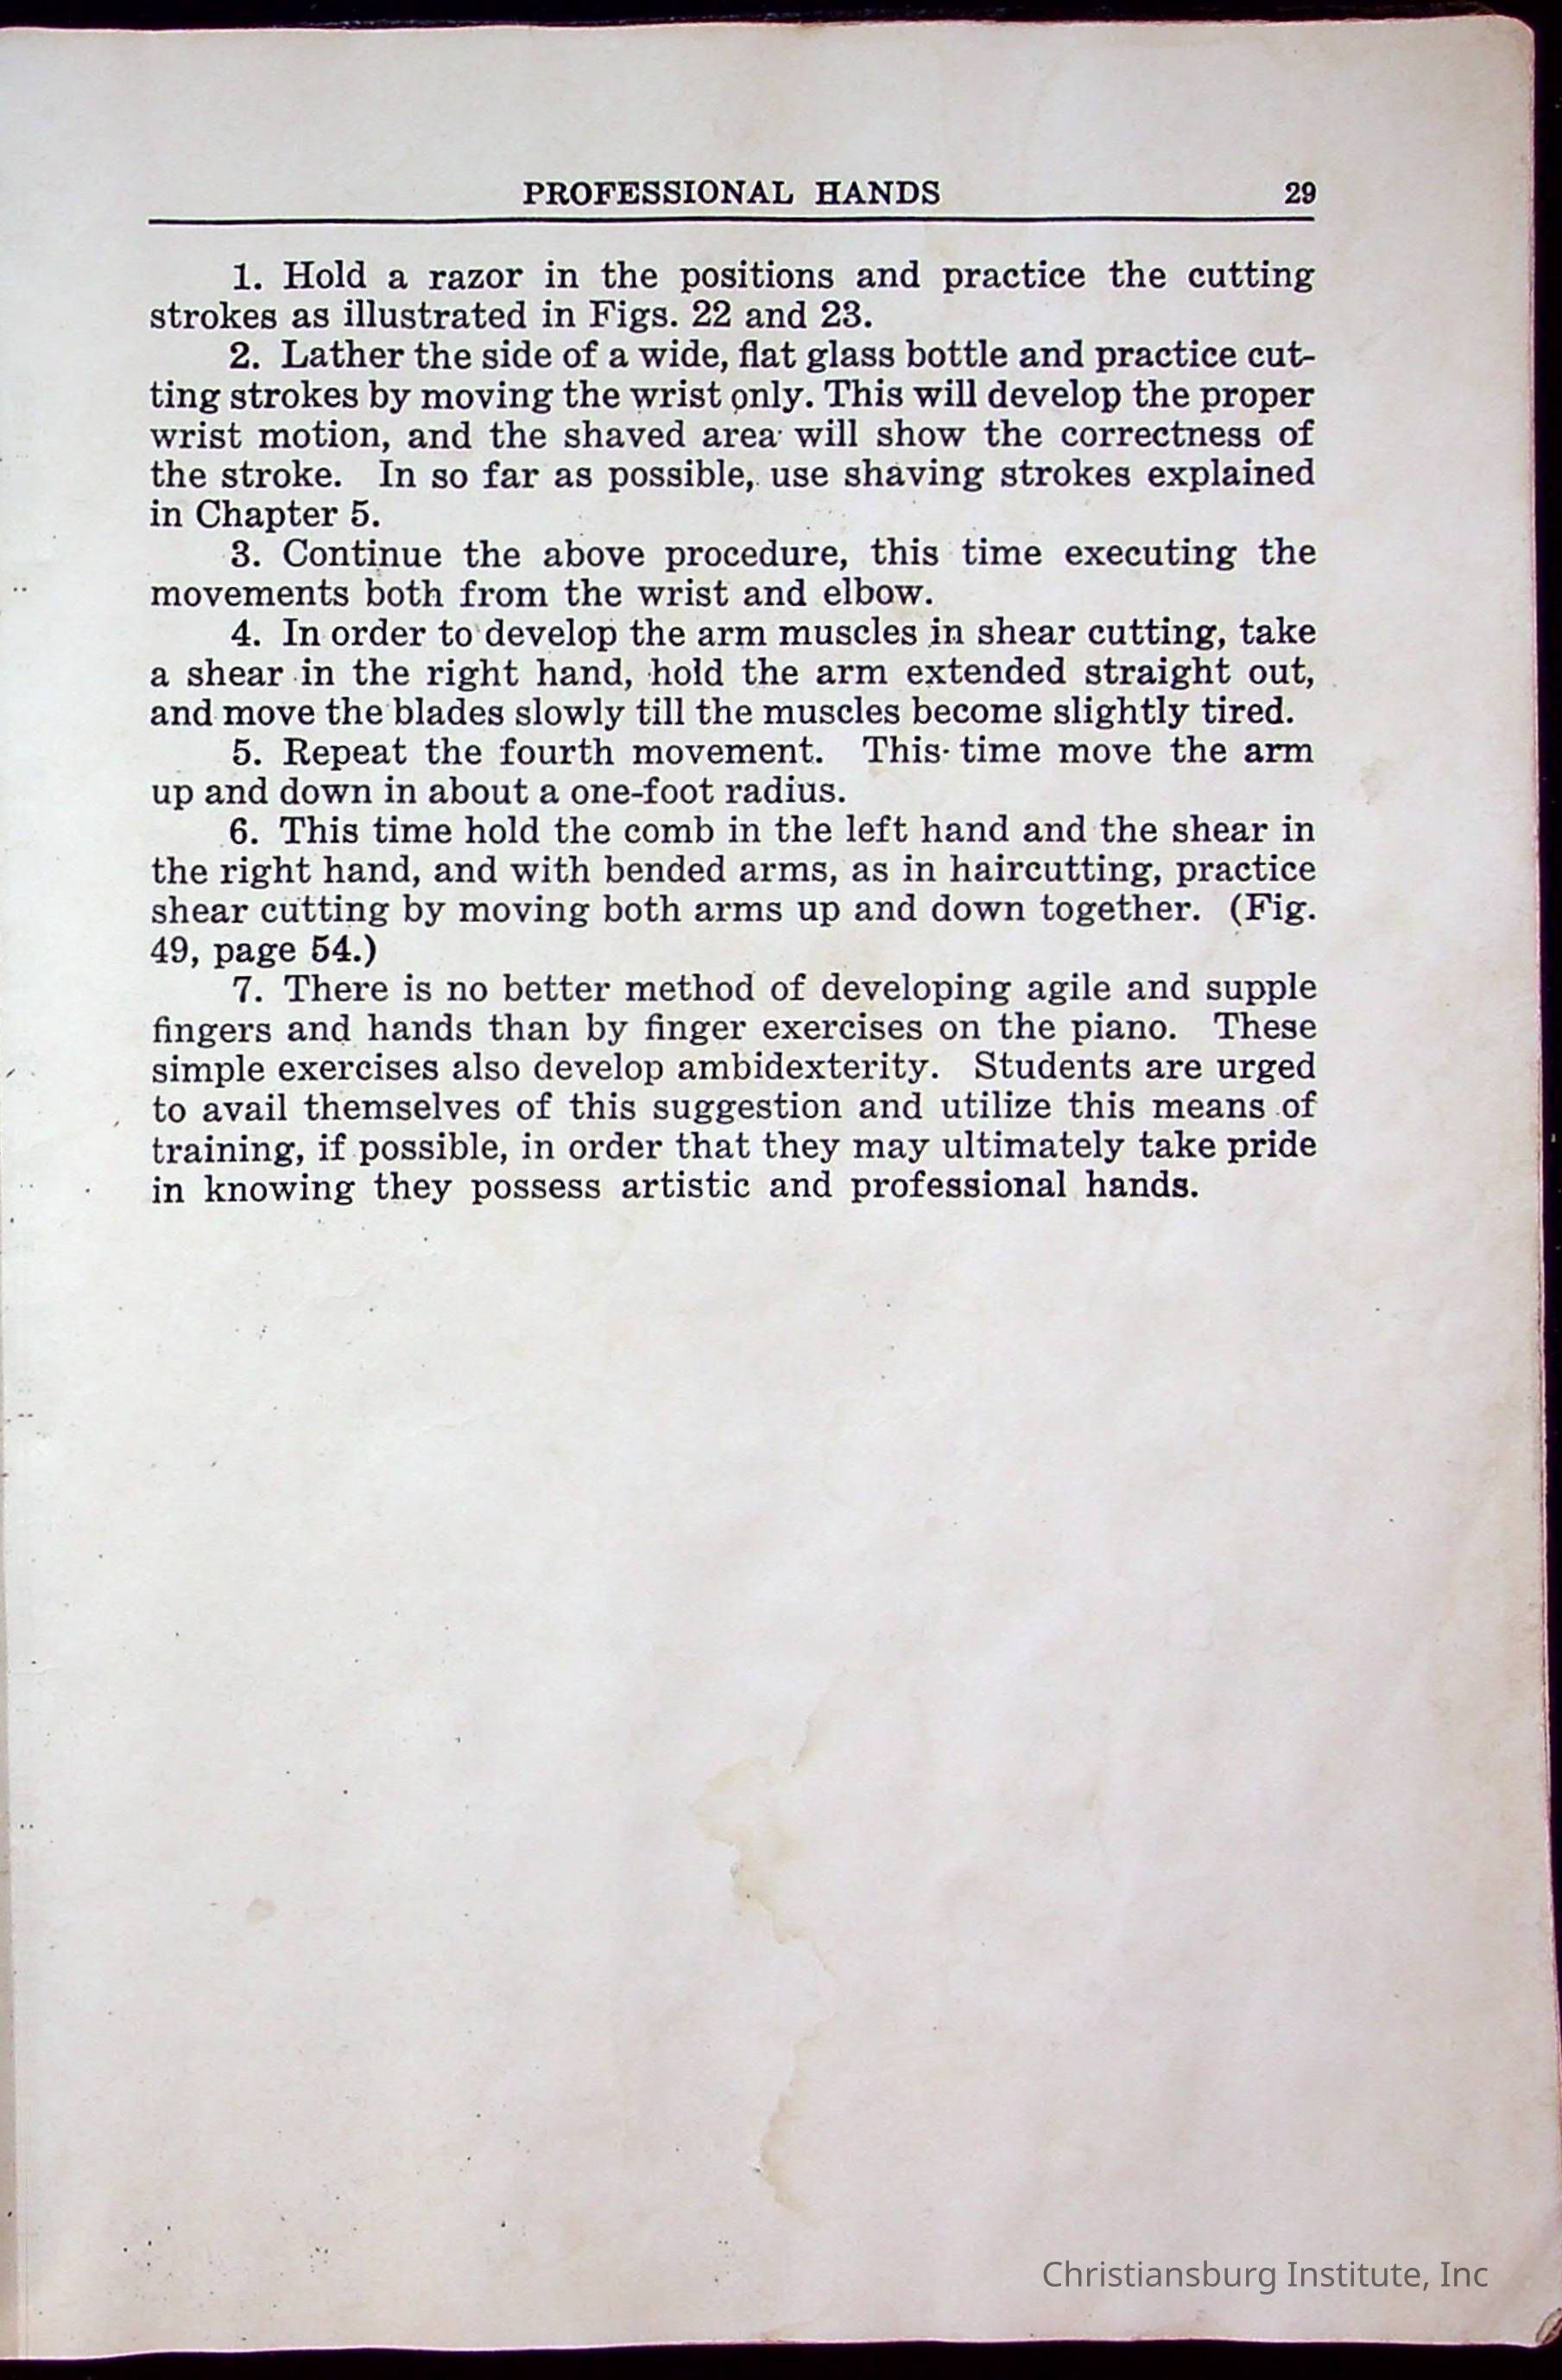 PROFESSIONAL HANDS 29
1. Hold a razor in the positions and practice the cutting
strokes as illustrated in Figs. 22 and 23.
2. Lather the side of a wide, flat glass bottle and practice cut-
ting strokes by moving the wrist only. This will develop the proper
wrist motion, and the shaved area will show the correctness of
the stroke. In so far as possible, use shaving strokes explained
in Chapter 5.
3. Continue the above procedure, this time executing the
movements both from the wrist and elbow.
4. In order to develop the arm muscles in shear cutting, take
a shear in the right hand, hold the arm extended straight out,
and move the blades slowly till the muscles become slightly tired.
5. Repeat the fourth movement. This time move the arm
up and down in about a one-foot radius.
6. This time hold the comb in the left hand and the shear in
the right hand, and with bended arms, as in haircutting, practice
shear cutting by moving both arms up and down together. (Fig.
49, page 54.)
7. There is no better method of developing agile and supple
fingers and hands than by finger exercises on the piano. These
simple exercises also develop ambidexterity. Students are urged
to avail themselves of this suggestion and utilize this means of
training, if possible, in order that they may ultimately take pride
in knowing they possess artistic and professional hands.
Christiansburg Institute, Inc